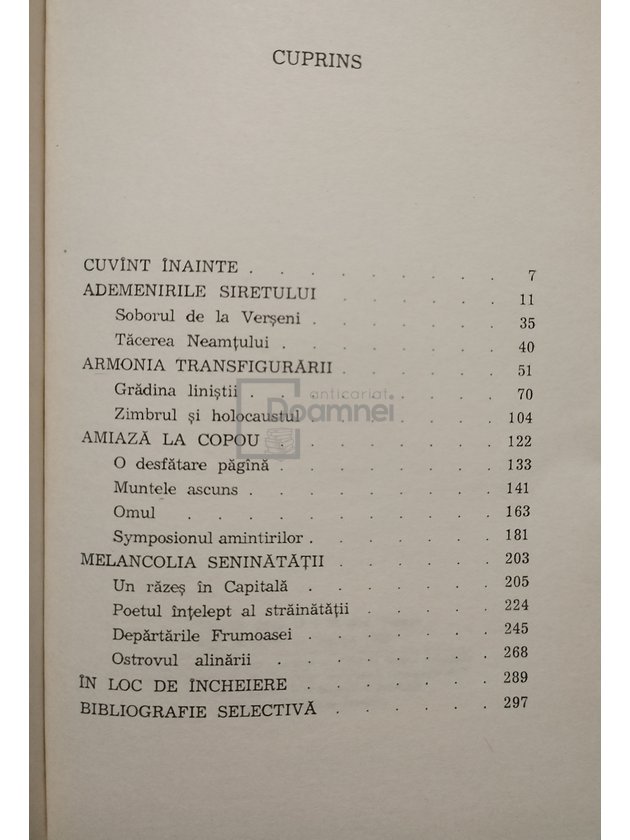 CUPRINS
CUVÎNT ÎNAINTE . . . . . . . . 7
ADEMENIRILE SIRETULUI . . . . . . 11
Soborul de la Verșeni . . . . . . . 35
Tăcerea Neamțului . . . . . . . 40
ARMONIA TRANSFIGURĂRII . . . . . . 51
Grădina liniștii . . . . . . . . 70
Zimbrul și holocaustul . . . . . . 104
AMIAZĂ LA COPOU . . . . . . . 122
O desfătare păgînă . . . . . . . 133
Muntele ascuns . . . . . . . . 141
Omul . . . . . . . . . . 163
Symposionul amintirilor . . . . . . . 181
MELANCOLIA SENINĂTĂȚII . . . . . . 203
Un răzeș în Capitală . . . . . . . 205
Poetul înțelept al străinătății . . . . . 224
Depărtările Frumoasei . . . . . . . 245
Ostrovul alinării . . . . . . . . 268
ÎN LOC DE ÎNCHEIERE . . . . . . . 289
BIBLIOGRAFIE SELECTIVĂ . . . . . . 297
anticariat
Doamnei